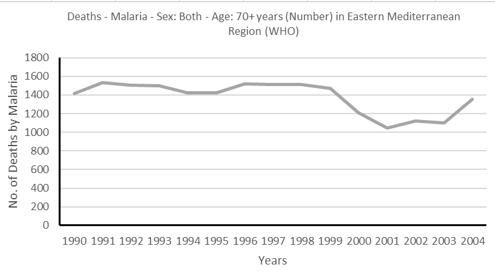 Deaths - Malaria - Sex: Both - Age: 70+ years (Number) in Eastern Mediterranean
Region (WHO)
No. of Deaths by Malaria
1800
1600
1400
1200
1000
800
600
400
200
0
1990 1991 1992 1993 1994 1995 1996 1997 1998 1999 2000 2001 2002 2003 2004
Years